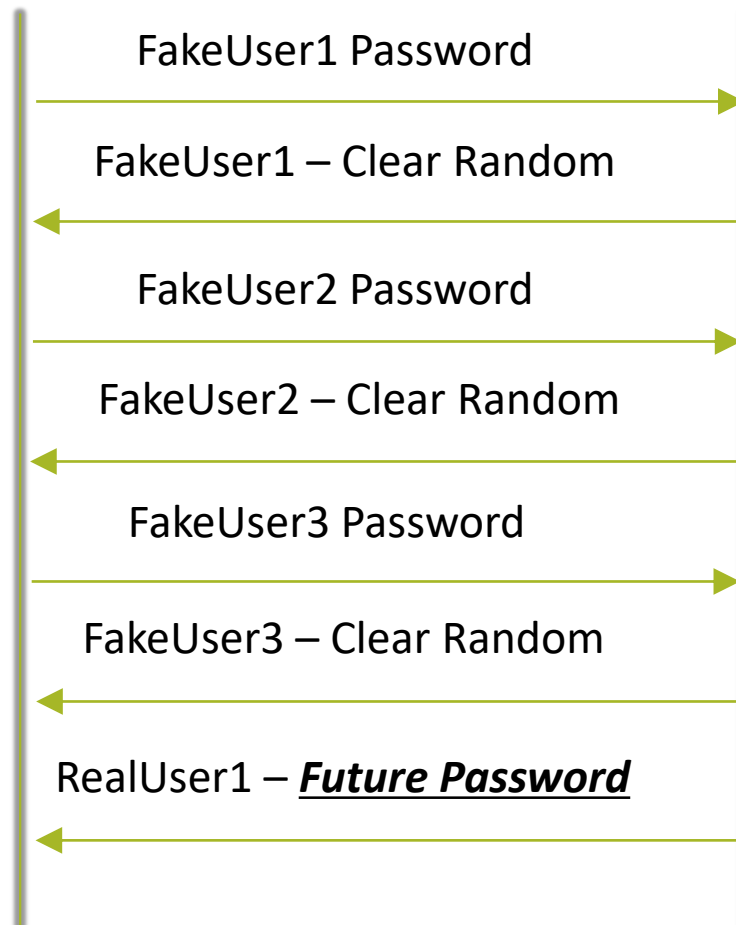 FakeUser1 Password
FakeUser1 – Clear Random
FakeUser2 Password
FakeUser2 – Clear Random
FakeUser3 Password
FakeUser3 – Clear Random
RealUser1 – Future Password